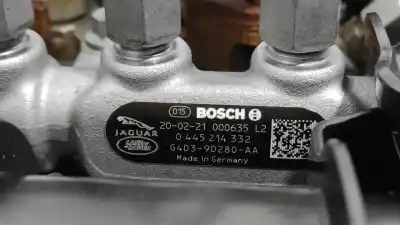 015 BOSCH
20-02-21 000635 L2
JAGUAR
0 445 214 332
LAND ROVER
G4D3-9D280-AA
Made in Germany